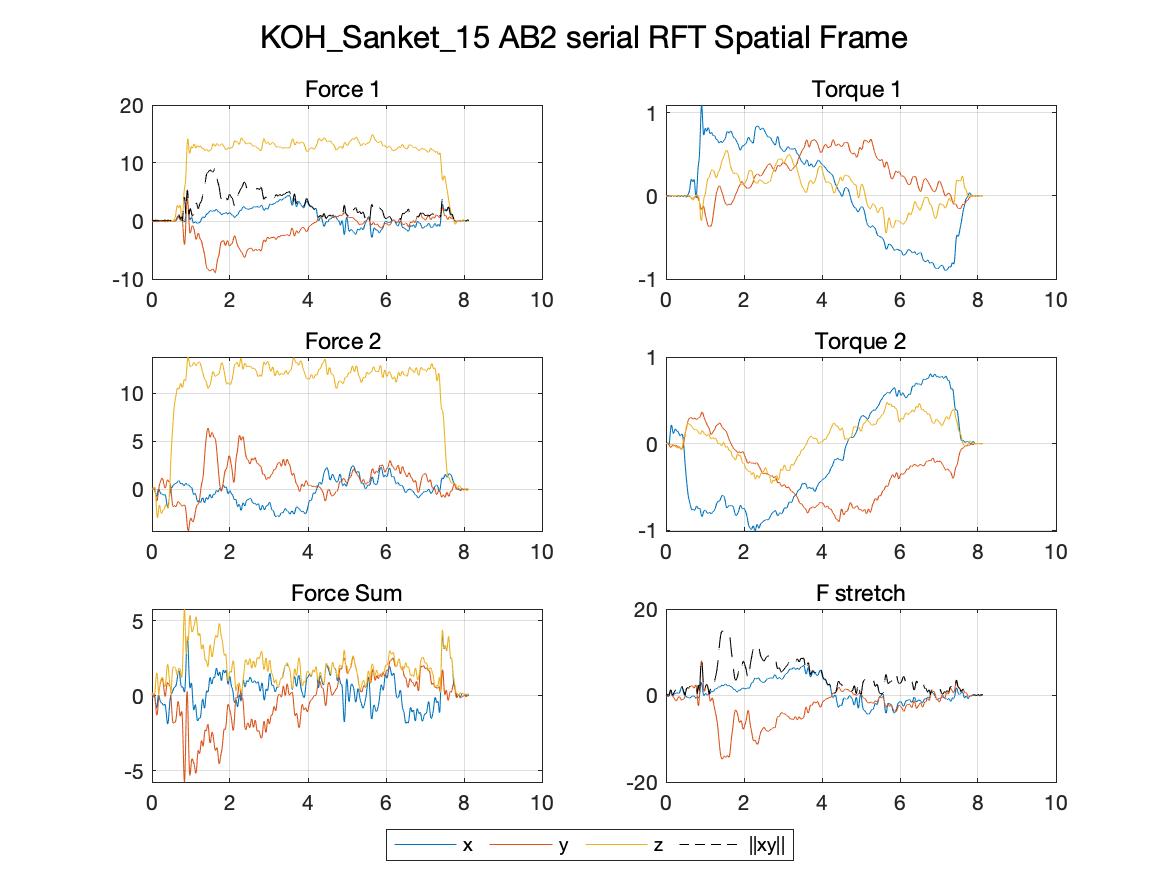 KOH_Sanket_15 AB2 serial RFT Spatial Frame
Force 1
20
10
0
-10
0 2 4 6 8 10
Torque 1
1
0
-1
0 2 4 6 8 10
Force 2
10
5
0
0 2 4 6 8 10
Torque 2
1
0
-1
0 2 4 6 8 10
Force Sum
5
0
-5
0 2 4 6 8 10
F stretch
20
0
-20
0 2 4 6 8 10
x y z ||xy||